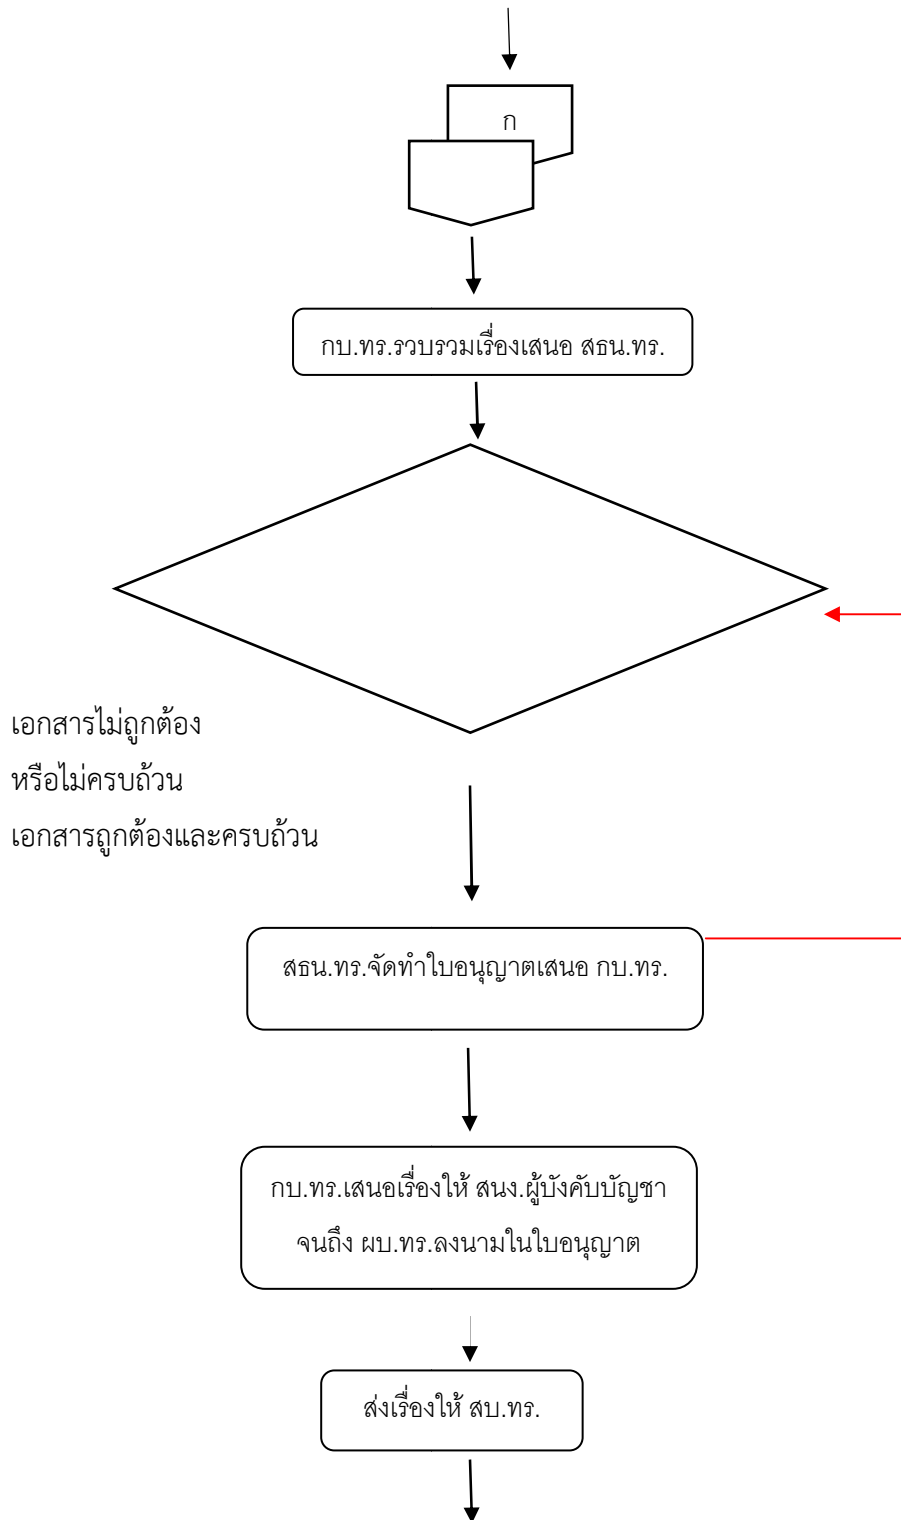 ก
กบ.ทร.รวบรวมเรื่องเสนอ สธน.ทร.
เอกสารไม่ถูกต้อง
หรือไม่ครบถ้วน
เอกสารถูกต้องและครบถ้วน
สธน.ทร.จัดทำใบอนุญาตเสนอ กบ.ทร.
กบ.ทร.เสนอเรื่องให้ สนง.ผู้บังคับบัญชา
จนถึง ผบ.ทร.ลงนามในใบอนุญาต
ส่งเรื่องให้ สบ.ทร.